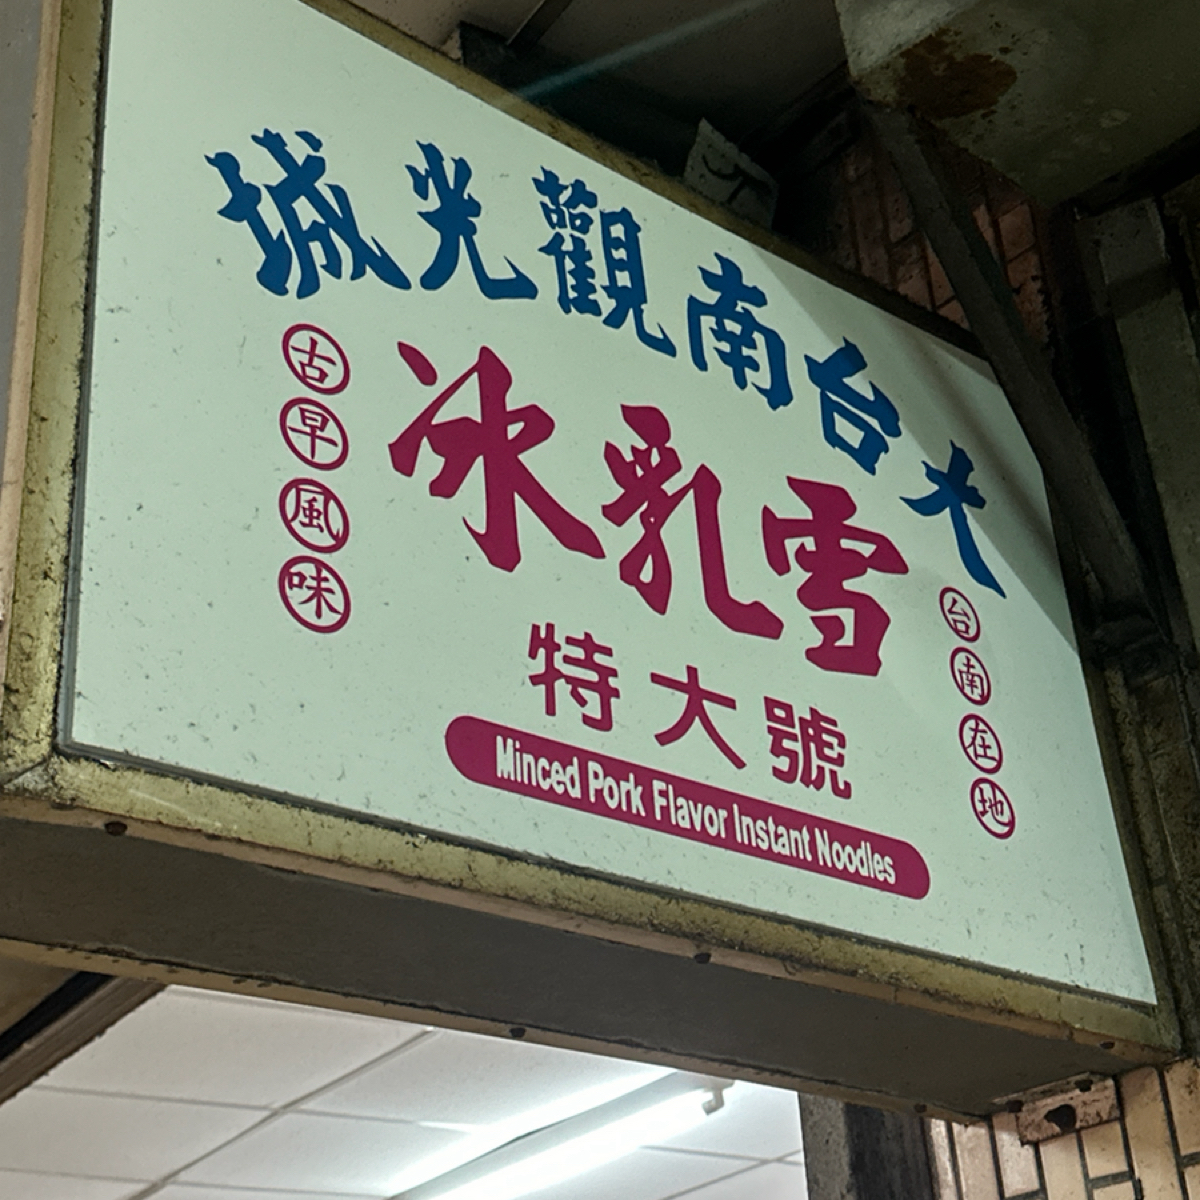 大台南觀光城
雪乳冰
特大號
Minced Pork Flavor Instant Noodles
台南在地
古早風味